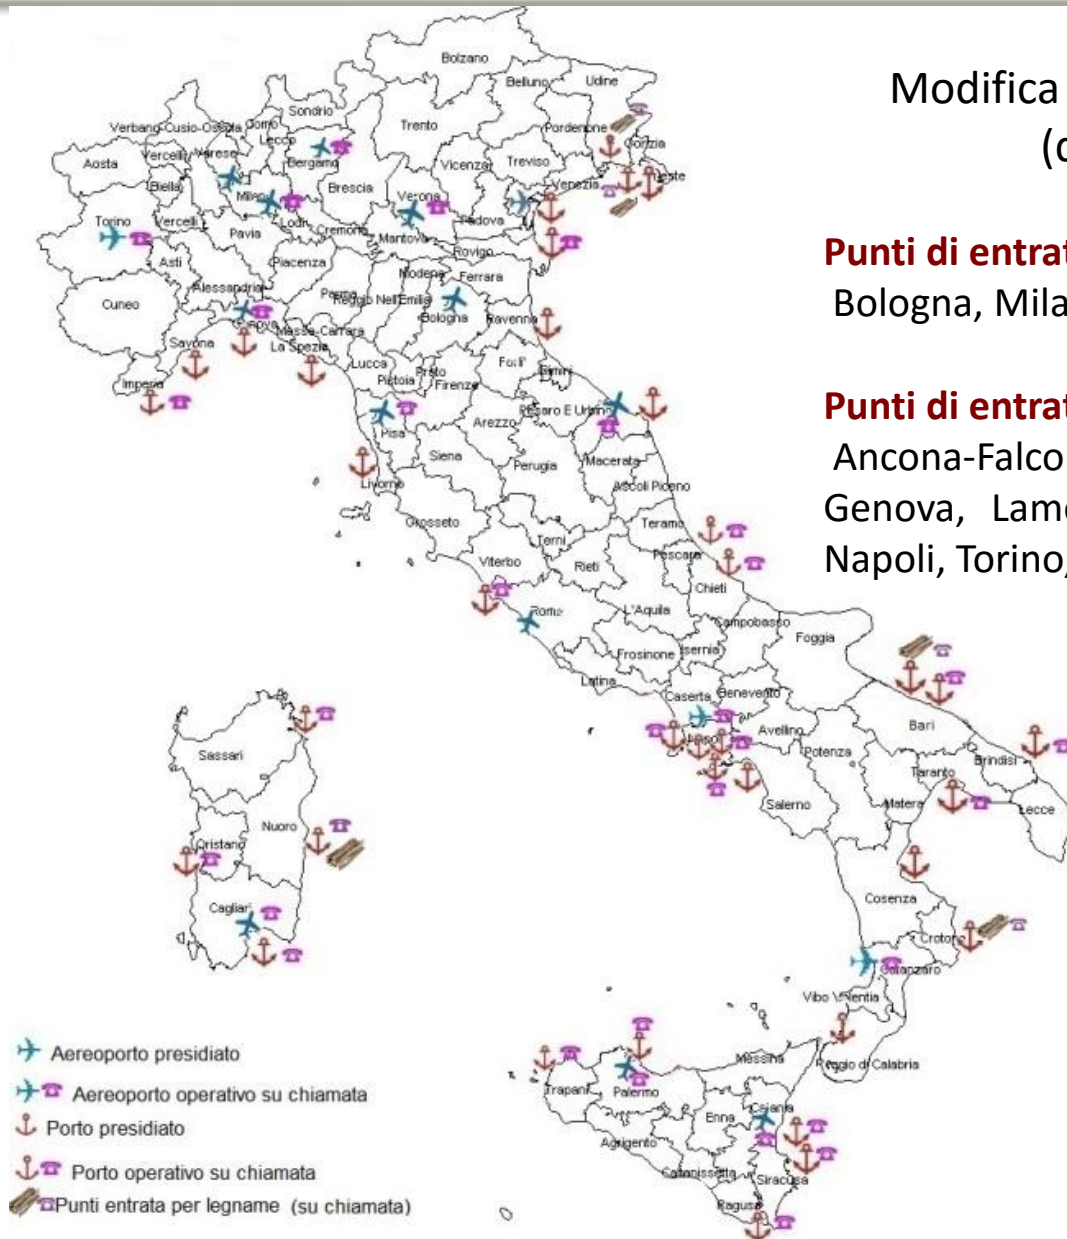 Modifica
(
Punti di entrat
Bologna, Mila
Punti di entrat
Ancona-Falco
Genova, Lam
Napoli, Torino,
Bolzano
Belluno
Udine
Sondrio
Trento
Pordenone
Gorizia
Verbang-Cusio-Ossola
Como
Lecco
Aosta
Vercelli
Varese
Bergamo
Vicenza
Treviso
Biella
Brescia
Verona
Venezia
Milano
Padova
Torino
Vercelli
Lodi
Cremona
Pavia
Mantova
Rovigo
Asti
Piacenza
Modena
Ferrara
Alessandria
Parma
Reggio Nell'Emilia
Cuneo
Bologna
Ravenna
Genova
Massa-Carrara
Savona
La Spezia
Lucca
Prato
Forli'
Rimini
Imperia
Pistoia
Firenze
Pesaro E Urbino
Arezzo
Pisa
Siena
Macerata
Perugia
Livorno
Ascoli Piceno
Grosseto
Teramo
Terni
Pescara
Viterbo
Rieti
Chieti
Roma
L'Aquila
Campobasso
Foggia
Frosinone
Isernia
Latina
Caserta
Benevento
Avellino
Bari
Sassari
Potenza
Brindisi
Taranto
Salerno
Matera
Lecce
Nuoro
Oristano
Cosenza
Cagliari
Crotone
Catanzaro
Vibo Valentia
Messina
Reggio di Calabria
Trapani
Palermo
Catania
Enna
Agrigento
Caltanissetta
Siracusa
Ragusa
Aereoporto presidiato
Aereoporto operativo su chiamata
Porto presidiato
Porto operativo su chiamata
Punti entrata per legname (su chiamata)